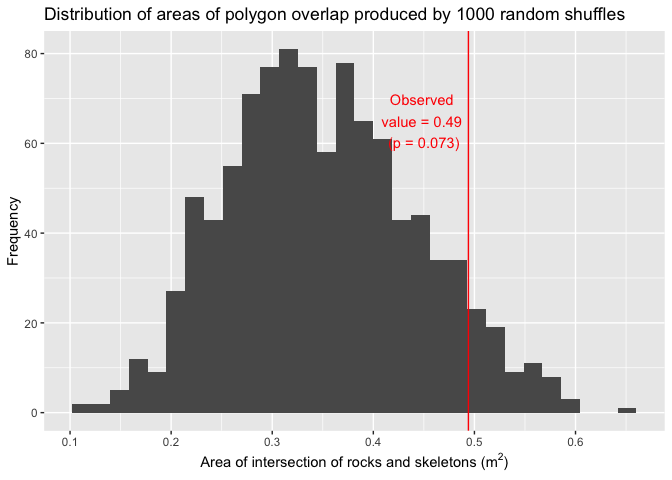 Distribution of areas of polygon overlap produced by 1000 random shuffles
80
60
40
20
0
Frequency
Observed
value = 0.49
(p = 0.073)
0.1
0.2
0.3
0.4
0.5
0.6
Area of intersection of rocks and skeletons (m²)